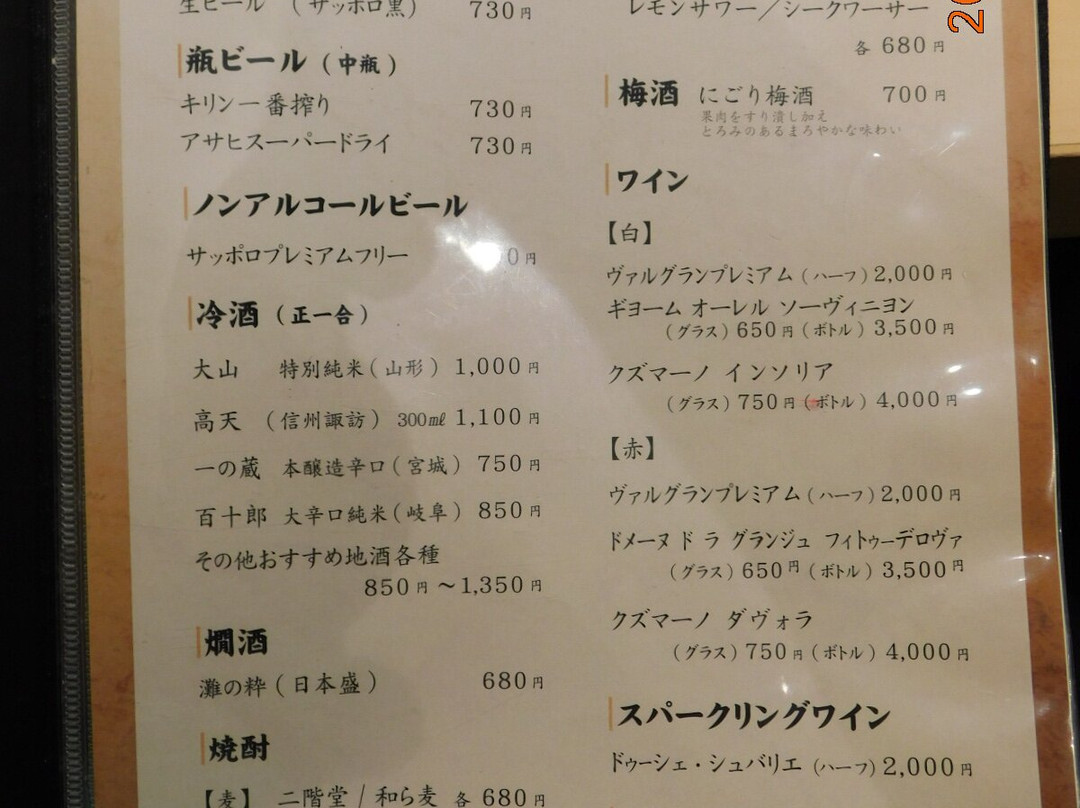 生ビール （サッポロ黒） 730円
瓶ビール（中瓶）
キリン一番搾り 730円
アサヒスーパードライ 730円
ノンアルコールビール
サッポロプレミアムフリー 0円
冷酒（正一合）
大山 特別純米（山形） 1,000円
高天 （信州諏訪） 300㎖ 1,100円
一の蔵 本醸造辛口（宮城） 750円
百十郎 大辛口純米（岐阜） 850円
その他おすすめ地酒各種
850円～1,350円
燗酒
灘の粋（日本盛） 680円
焼酎
【麦】 二階堂 / 和ら麦 各 680円
レモンサワー／シークワーサー
各 680円
梅酒 にごり梅酒 700円
果肉をすり潰し加え
とろみのあるまろやかな味わい
ワイン
【白】
ヴァルグランプレミアム（ハーフ）2,000円
ギヨーム オーレル ソーヴィニヨン
（グラス）650円（ボトル）3,500円
クズマーノ インソリア
（グラス）750円（ボトル）4,000円
【赤】
ヴァルグランプレミアム（ハーフ）2,000円
ドメーヌ ド ラ グランジュ フィトゥーデロヴァ
（グラス）650円（ボトル）3,500円
クズマーノ ダヴォラ
（グラス）750円（ボトル）4,000円
スパークリングワイン
ドゥーシェ・シュバリエ（ハーフ）2,000円